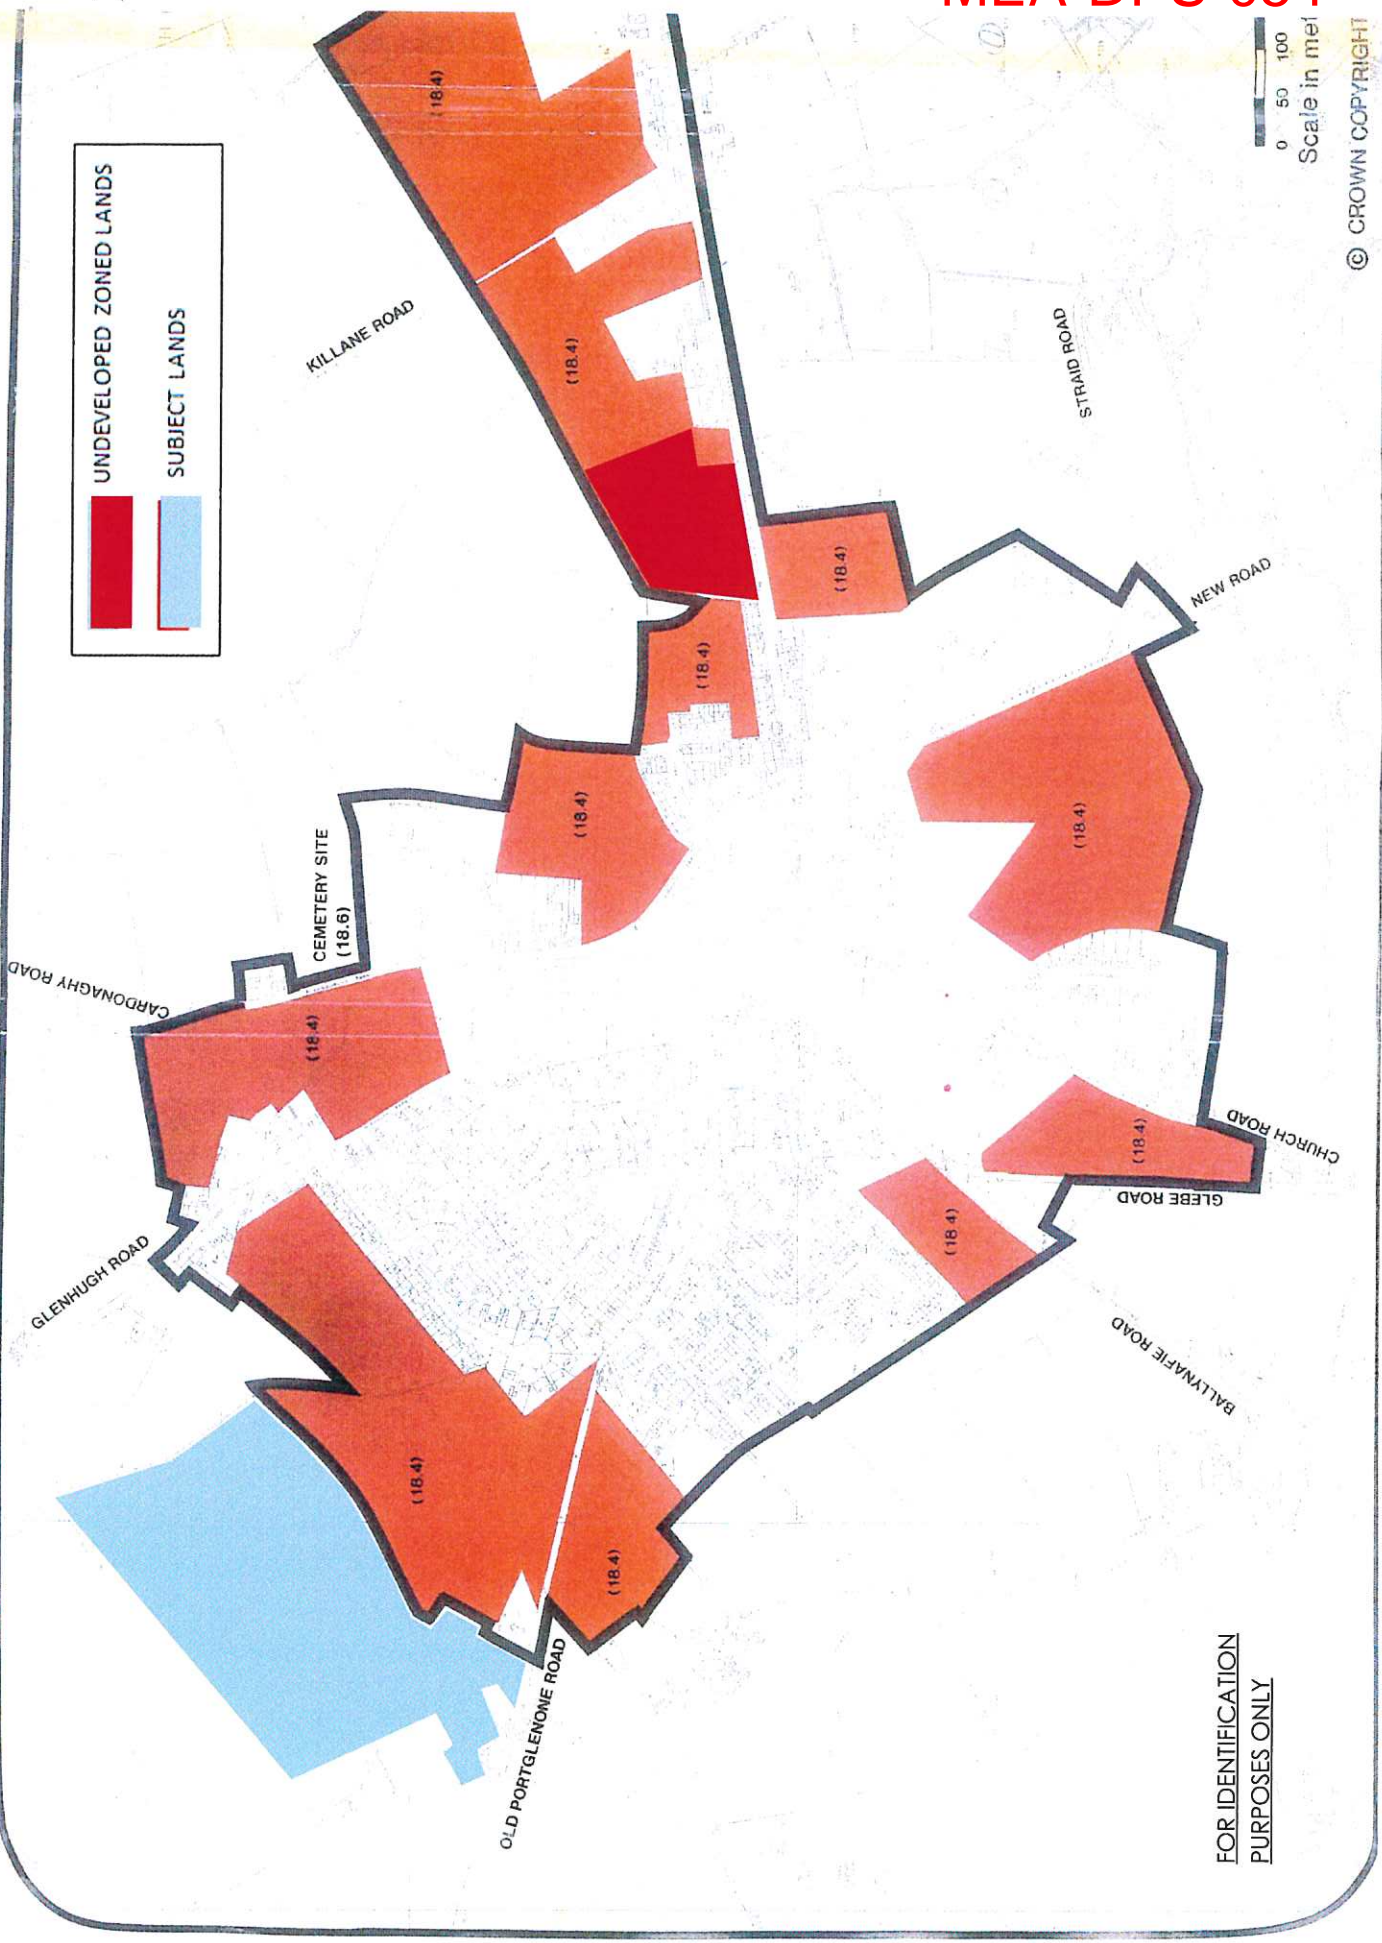 UNDEVELOPED ZONED LANDS
SUBJECT LANDS
KILLANE ROAD
(18.4)
(18.4)
(18.4)
(18.4)
(18.4)
CEMETERY SITE
(18.6)
CARDONAGHY ROAD
(18.4)
GLENHUGH ROAD
(18.4)
(18.4)
OLD PORTGLENONE ROAD
STRAID ROAD
NEW ROAD
(18.4)
CHURCH ROAD
(18.4)
GLEBE ROAD
(18.4)
BALLYNAFIE ROAD
0 50 100
© CROWN COPYRIGHT
FOR IDENTIFICATION
PURPOSES ONLY
Scale in